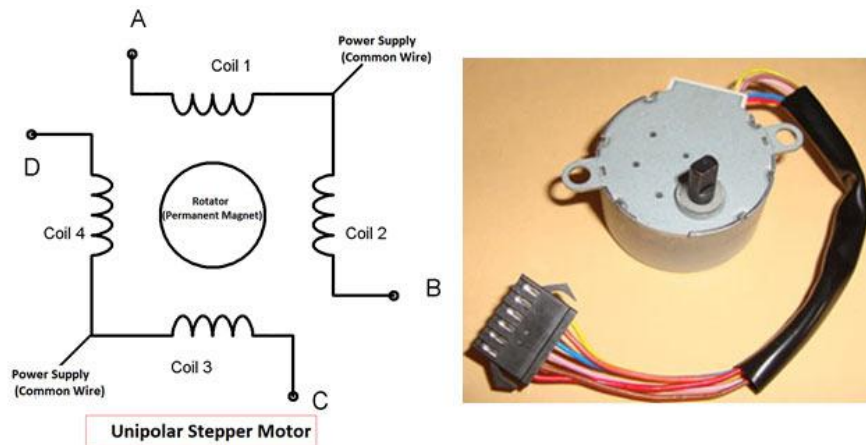 A
Power Supply
(Common Wire)
Coil 1
D
Rotator
(Permanent Magnet)
Coil 4
Coil 2
B
Coil 3
Power Supply
(Common Wire)
C
Unipolar Stepper Motor